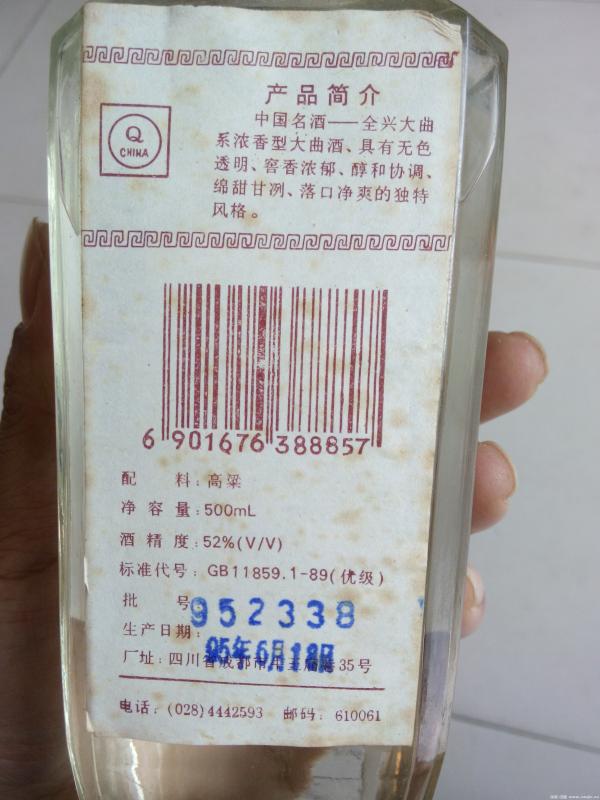 产品简介
Q
CHINA
中国名酒——全兴大曲
系浓香型大曲酒、具有无色
透明、窖香浓郁、醇和协调、
绵甜甘冽、落口净爽的独特
风格。
6 901676 388857
配 料:高粱
净容量:500mL
酒精度:52%(V/V)
标准代号:GB11859.1-89(优级)
批 号 952338
生产日期:
95年6月18日
厂址:四川省成都市 35号
电话:(028)4442593 邮码:610061